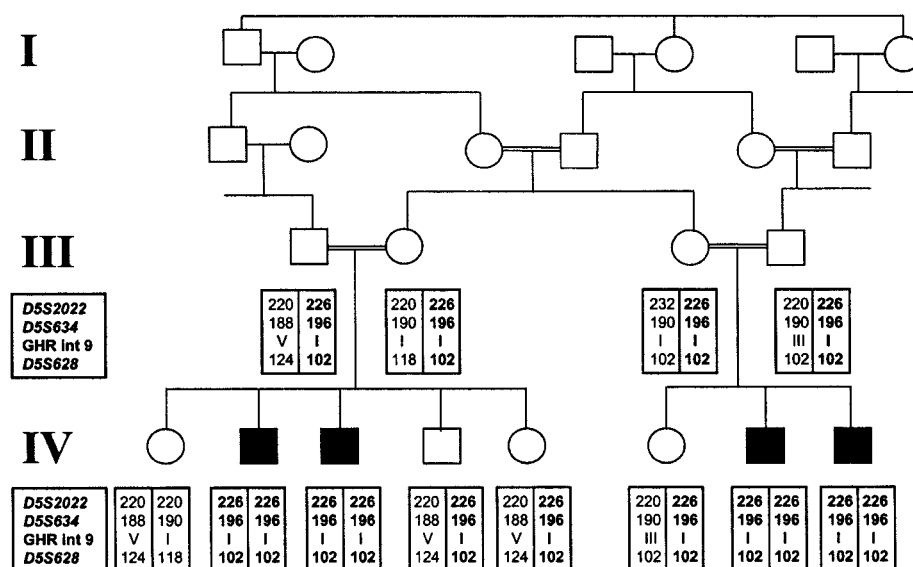 I
II
III
D5S2022 220 226 220 226 232 226 220 226
D5S634 188 196 190 196 190 196 190 196
GHR Int 9 V I I I I I III I
D5S628 124 102 118 102 102 102 102 102
IV
D5S2022 220 220 226 226 226 226 220 226 220 226 220 226 226 226 226 226
D5S634 188 190 196 196 196 196 188 196 188 196 190 196 196 196 196 196
GHR Int 9 V I I I I I V I V I III I I I I I
D5S628 124 118 102 102 102 102 124 102 124 102 102 102 102 102 102 102